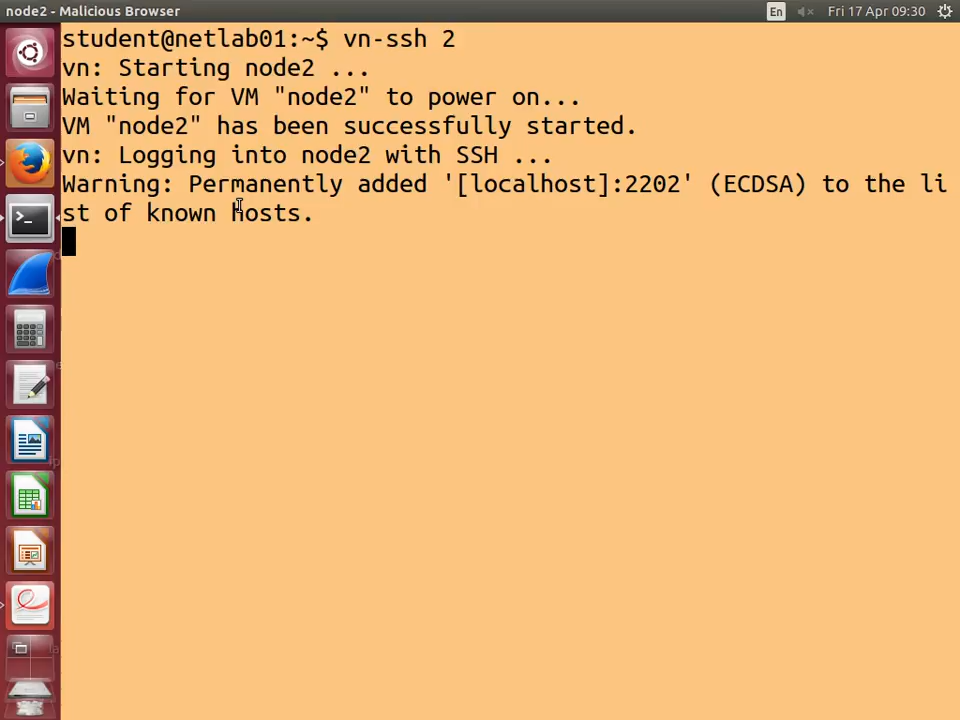 node2 - Malicious Browser
En
Fri 17 Apr 09:30
student@netlab01:~$ vn-ssh 2
vn: Starting node2 ...
Waiting for VM "node2" to power on...
VM "node2" has been successfully started.
vn: Logging into node2 with SSH ...
Warning: Permanently added '[localhost]:2202' (ECDSA) to the li
st of known hosts.